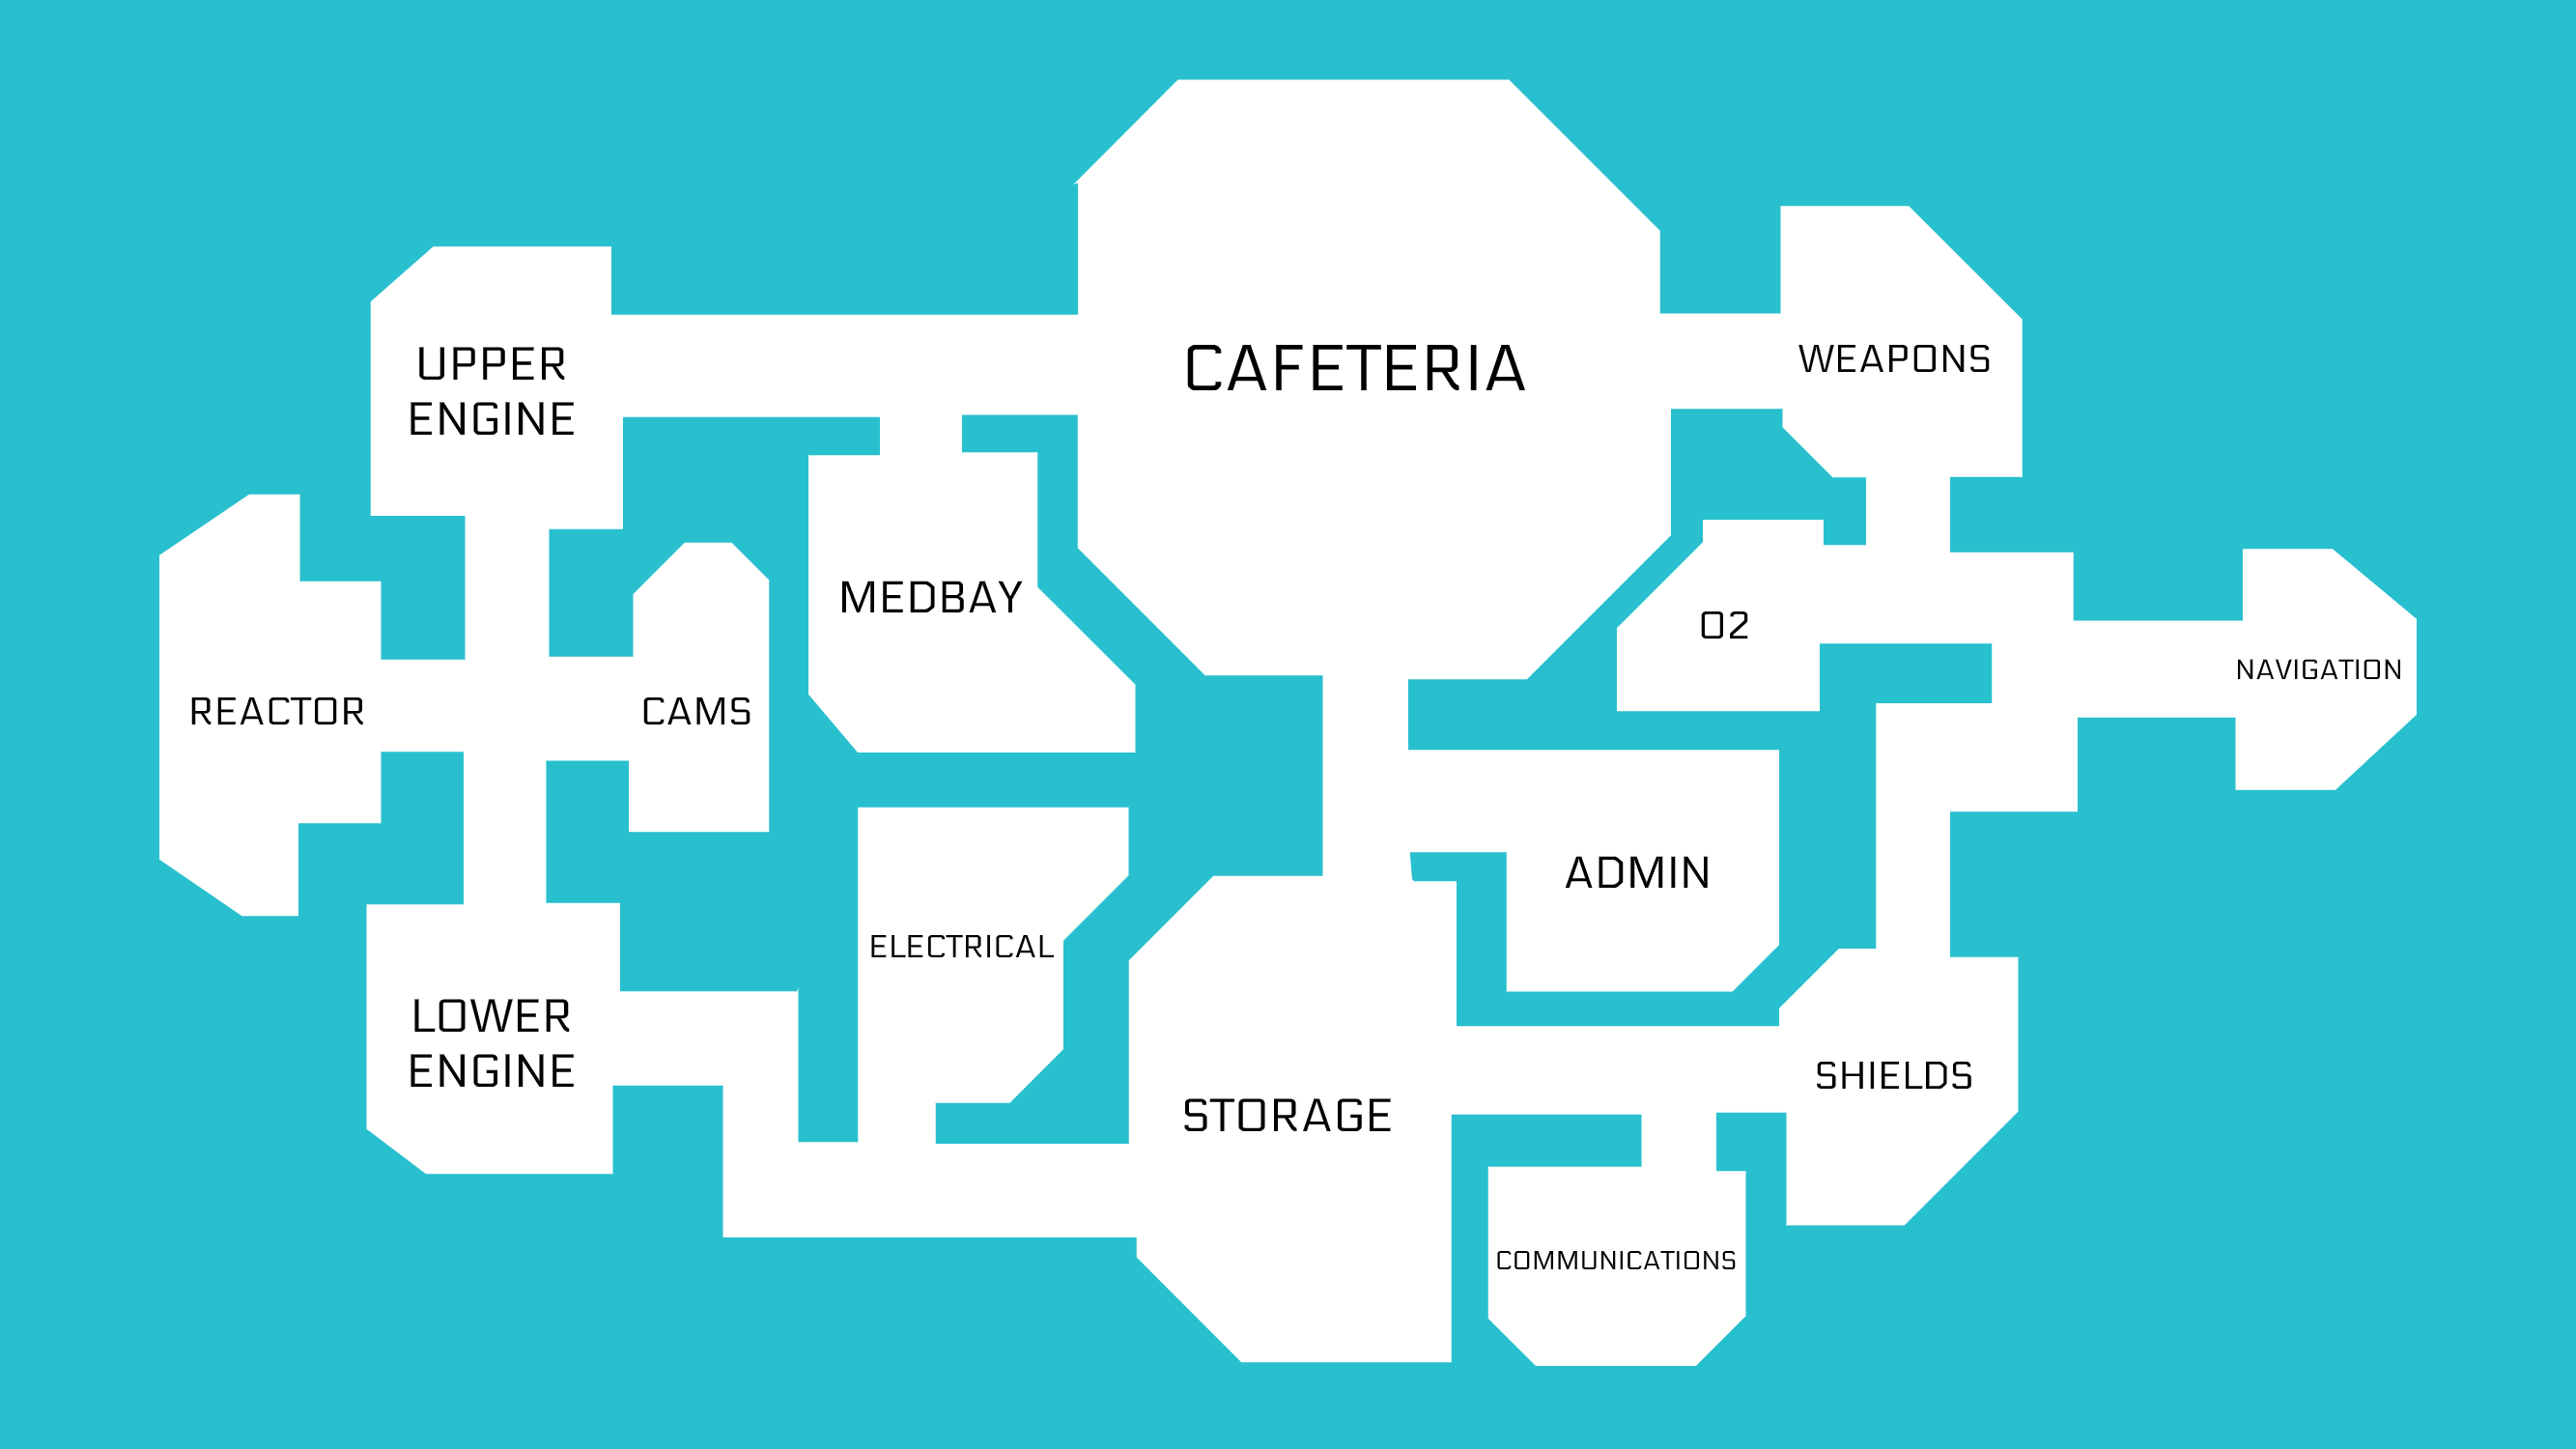 CAFETERIA
WEAPONS
UPPER
ENGINE
MEDBAY
O2
NAVIGATION
REACTOR
CAMS
ADMIN
ELECTRICAL
LOWER
ENGINE
STORAGE
SHIELDS
COMMUNICATIONS